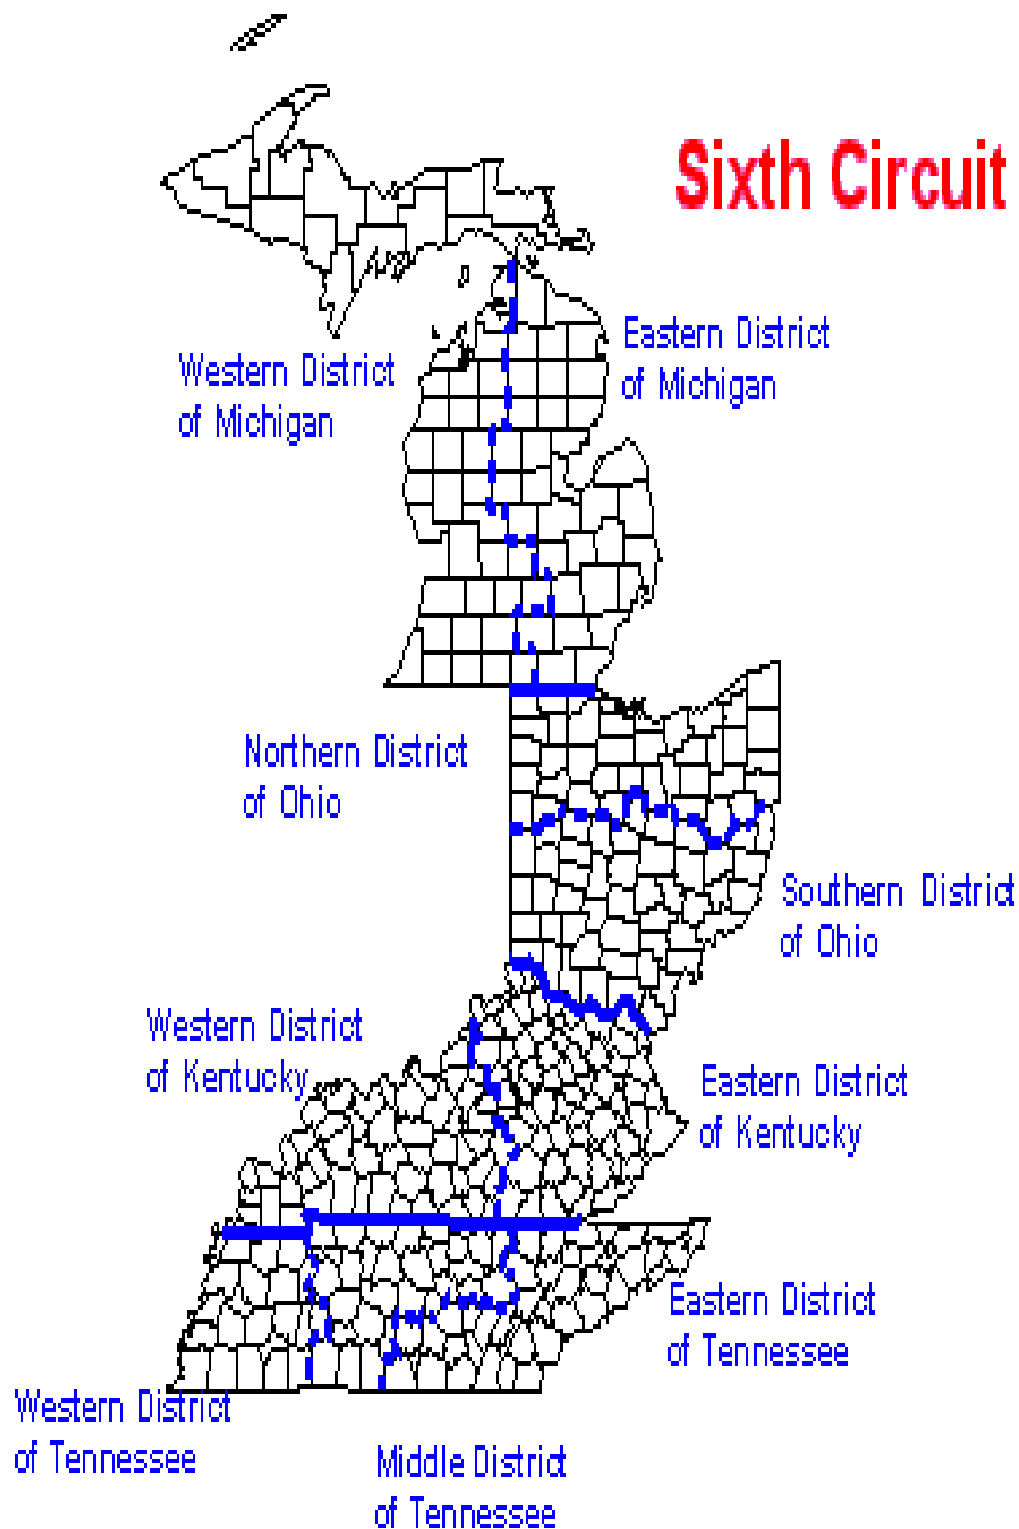 Sixth Circuit
Eastern District
of Michigan
Western District
of Michigan
Northern District
of Ohio
Southern District
of Ohio
Western District
of Kentucky
Eastern District
of Kentucky
Eastern District
of Tennessee
Western District
of Tennessee
Middle District
of Tennessee